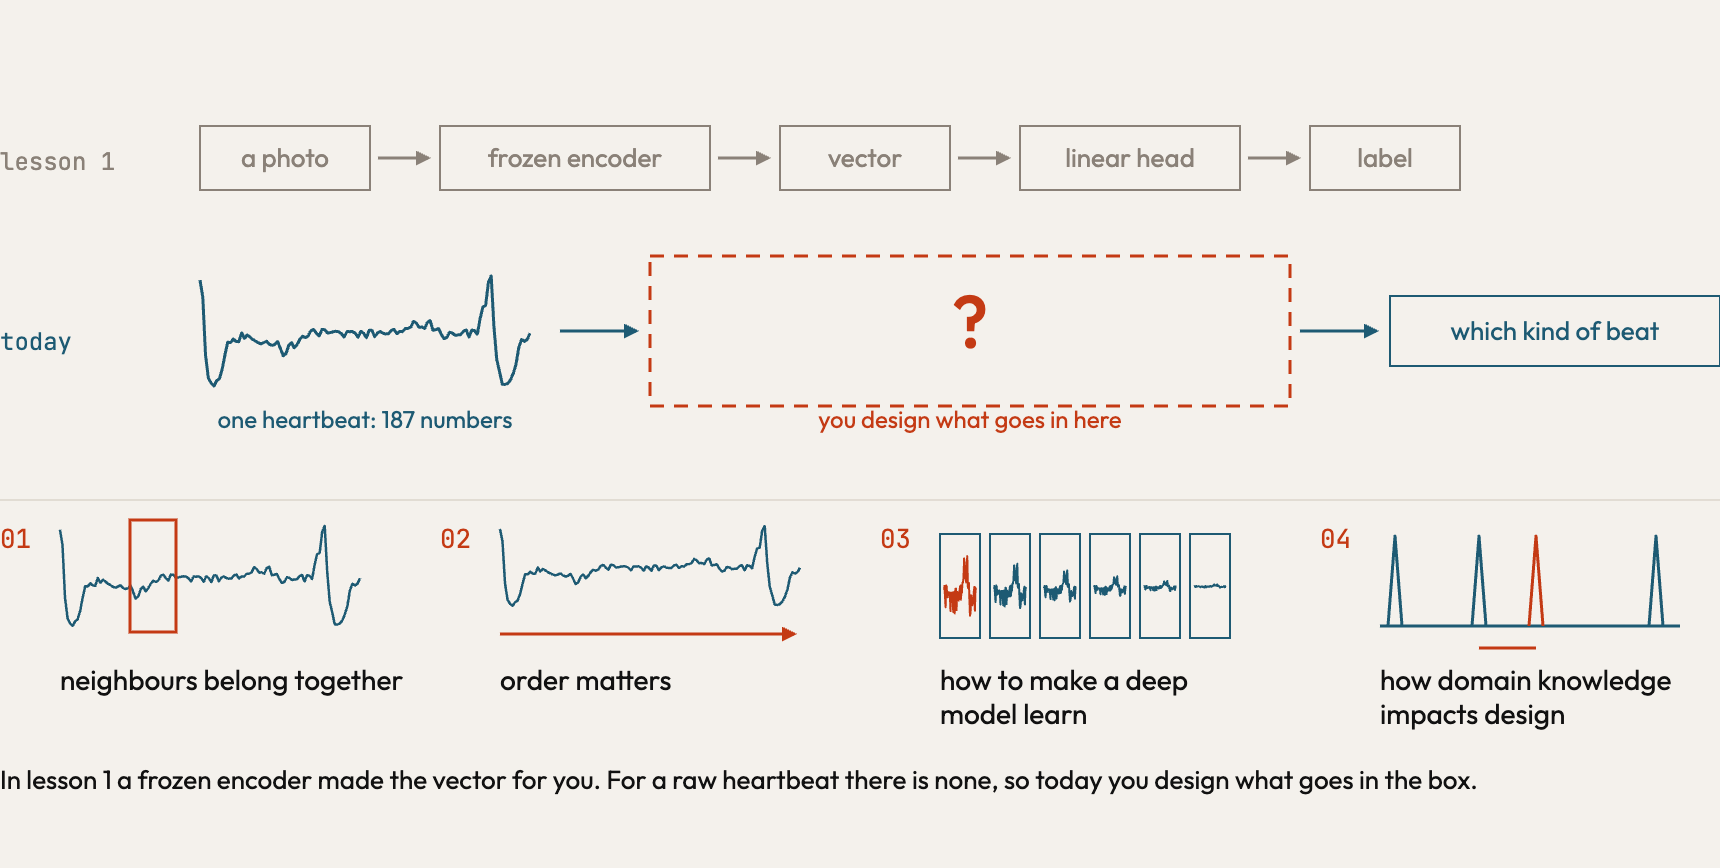 lesson 1
a photo
frozen encoder
vector
linear head
label
today
?
which kind of beat
one heartbeat: 187 numbers
you design what goes in here
01
02
03
04
neighbours belong together
order matters
how to make a deep
model learn
how domain knowledge
impacts design
In lesson 1 a frozen encoder made the vector for you. For a raw heartbeat there is none, so today you design what goes in the box.